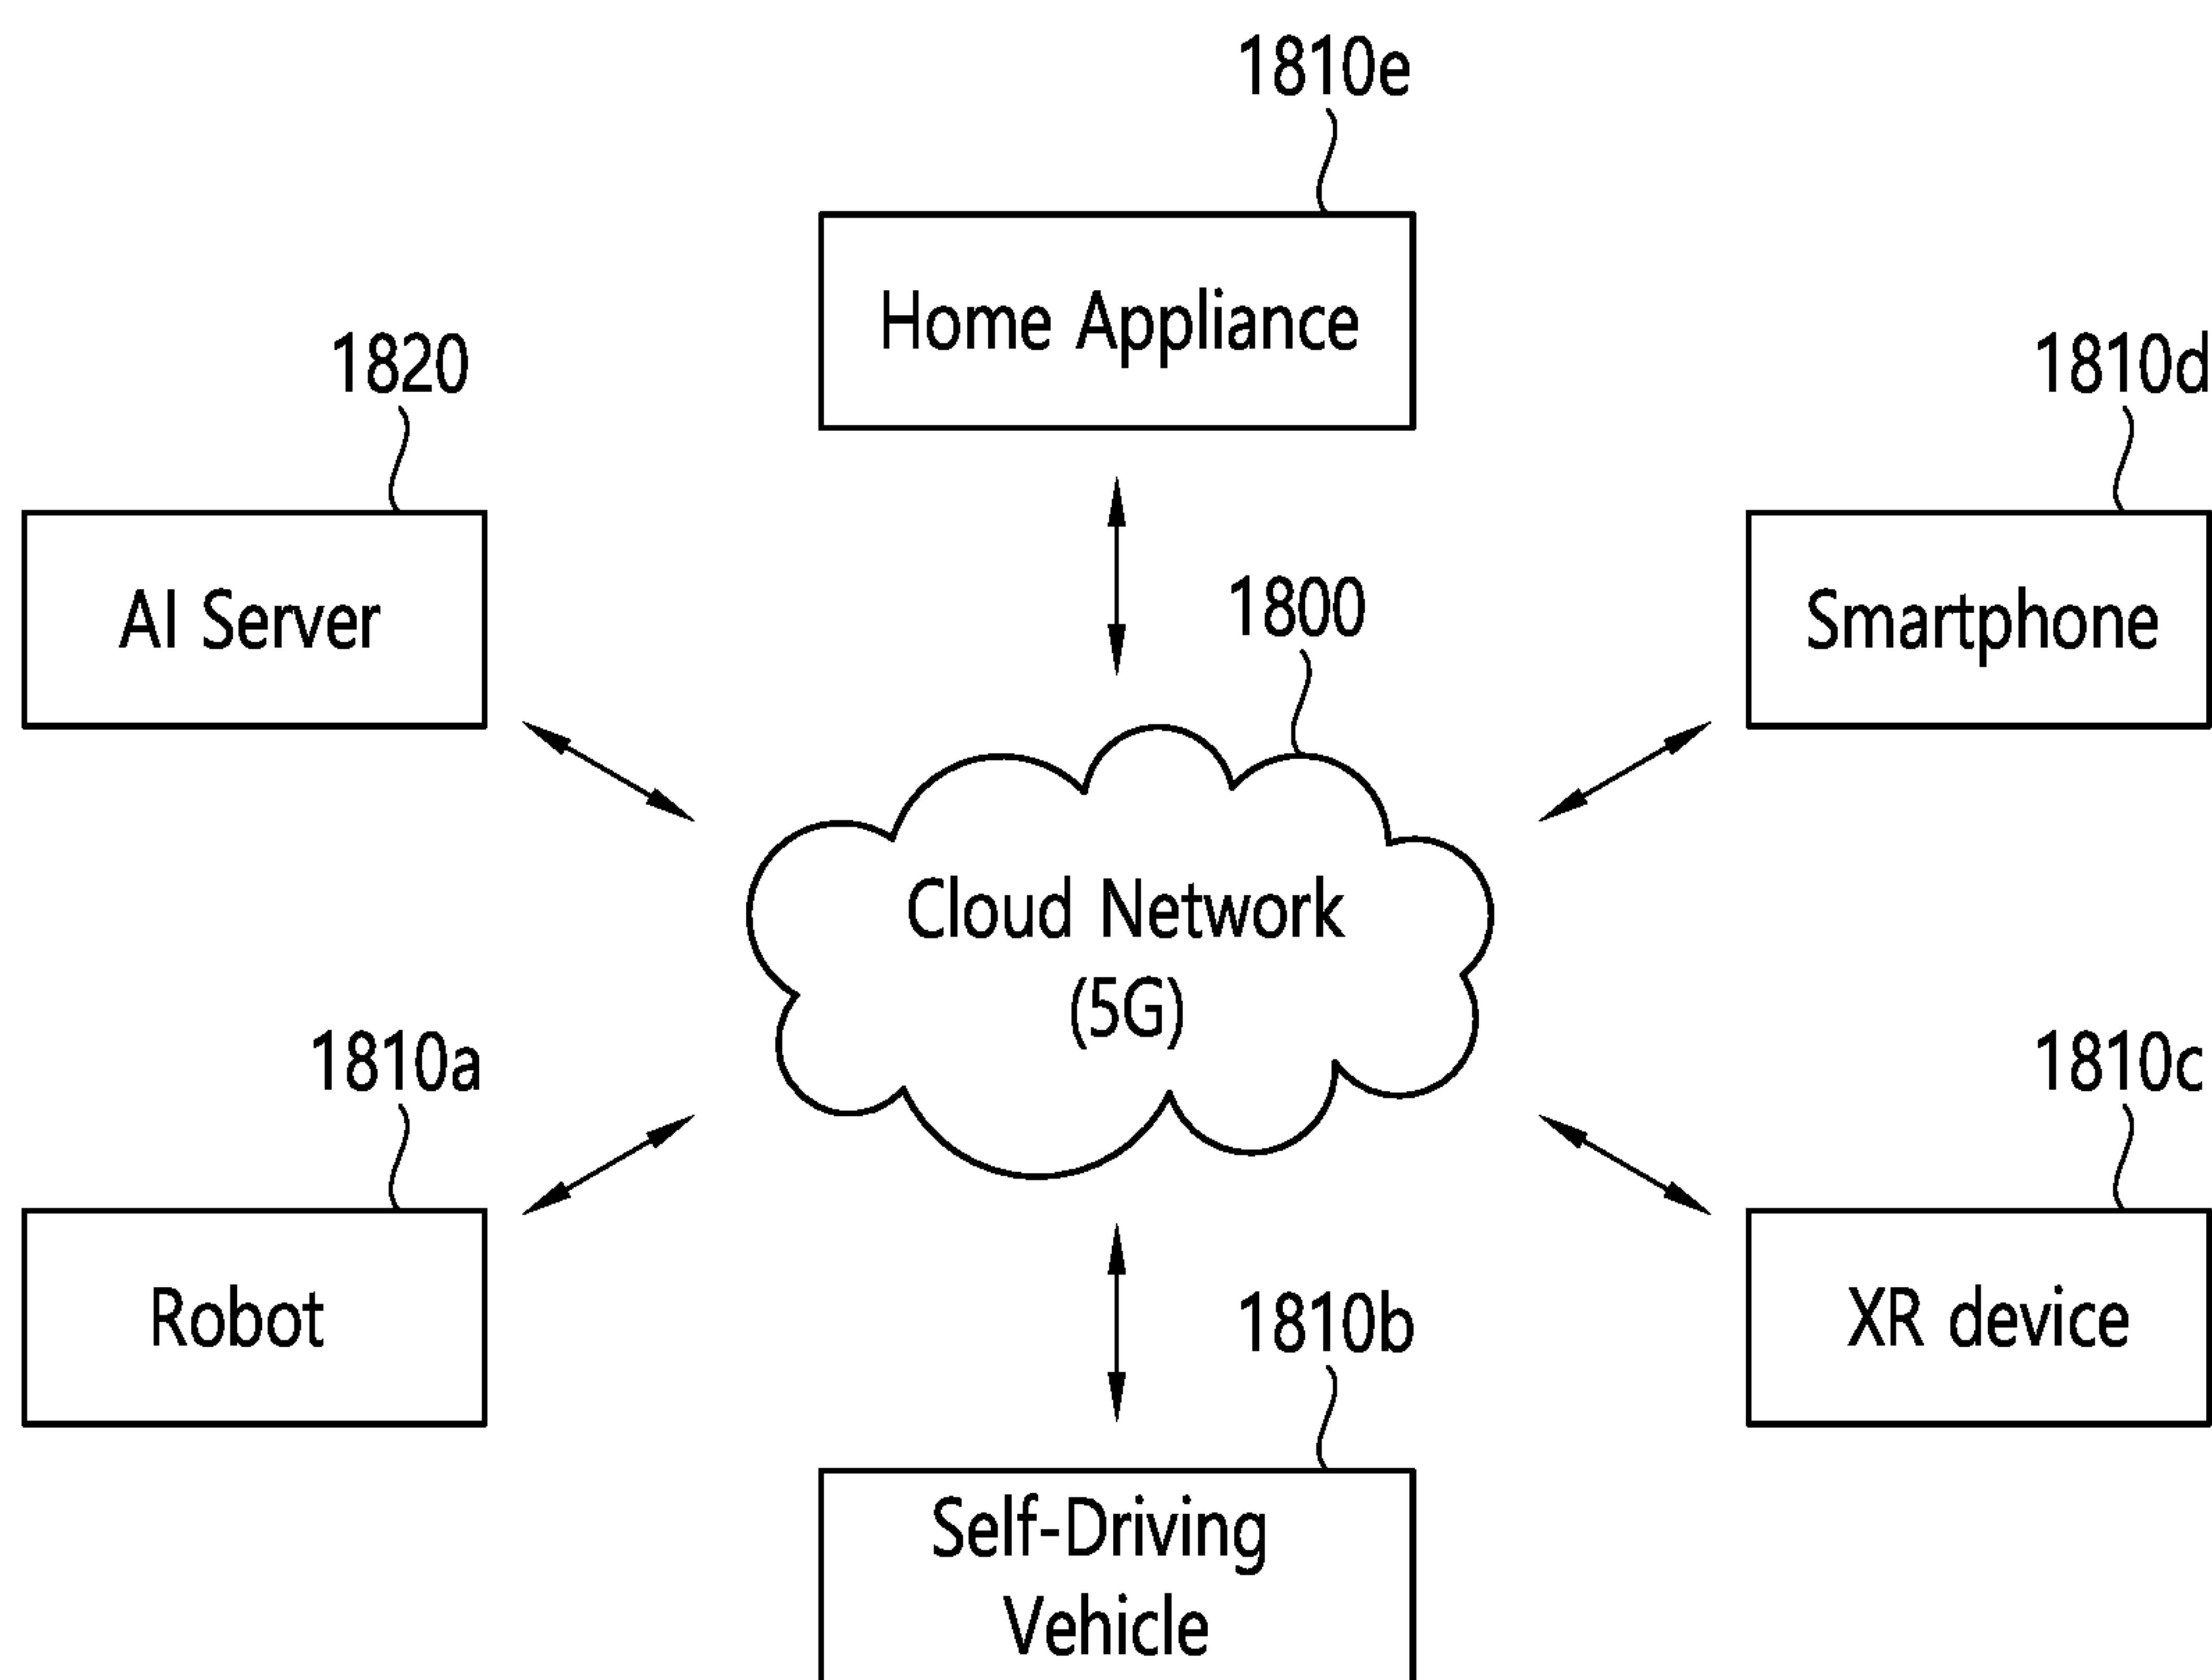 1810e
Home Appliance
1820
1810d
AI Server
1800
Smartphone
Cloud Network
(5G)
1810a
1810c
Robot
1810b
XR device
Self-Driving
Vehicle